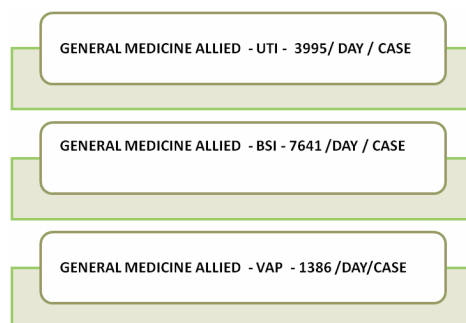 GENERAL MEDICINE ALLIED - UTI - 3995/ DAY / CASE
GENERAL MEDICINE ALLIED - BSI - 7641 /DAY / CASE
GENERAL MEDICINE ALLIED - VAP - 1386 /DAY/CASE